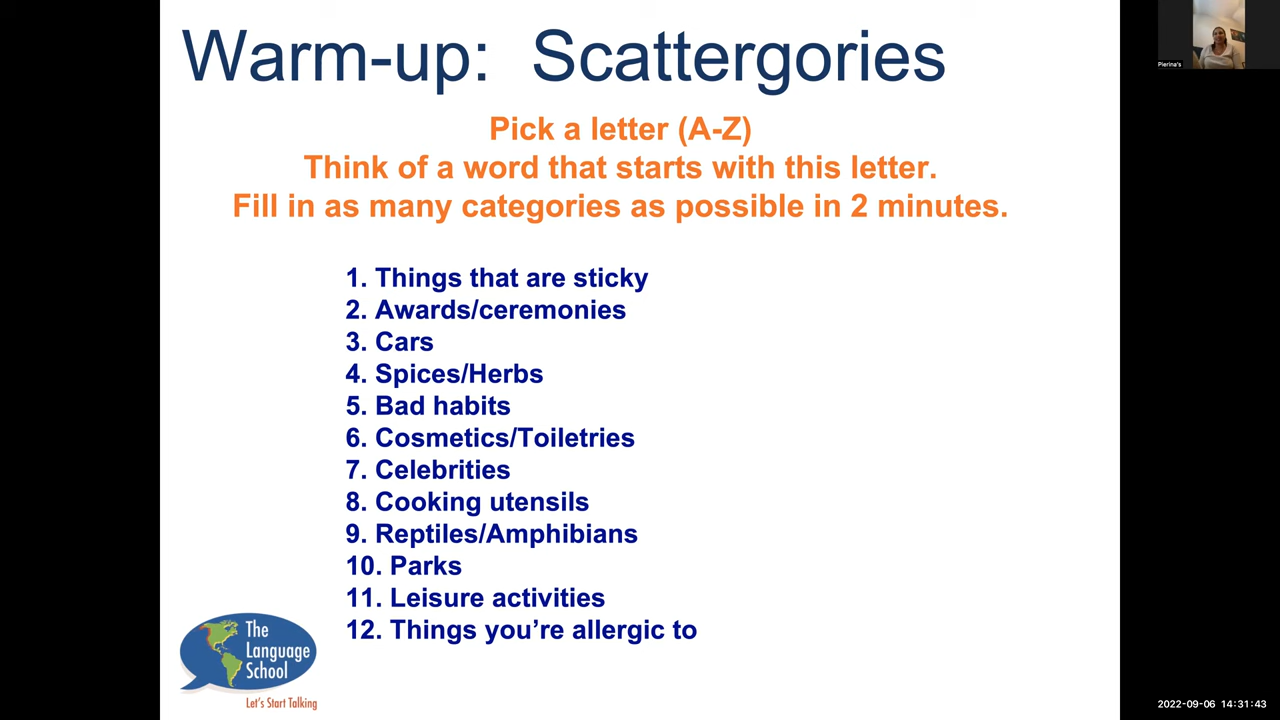 Warm-up: Scattergories
Pick a letter (A-Z)
Think of a word that starts with this letter.
Fill in as many categories as possible in 2 minutes.
1. Things that are sticky
2. Awards/ceremonies
3. Cars
4. Spices/Herbs
5. Bad habits
6. Cosmetics/Toiletries
7. Celebrities
8. Cooking utensils
9. Reptiles/Amphibians
10. Parks
11. Leisure activities
12. Things you’re allergic to
The
Language
School
Let’s Start Talking
Pierina's
2022-09-06 14:31:43